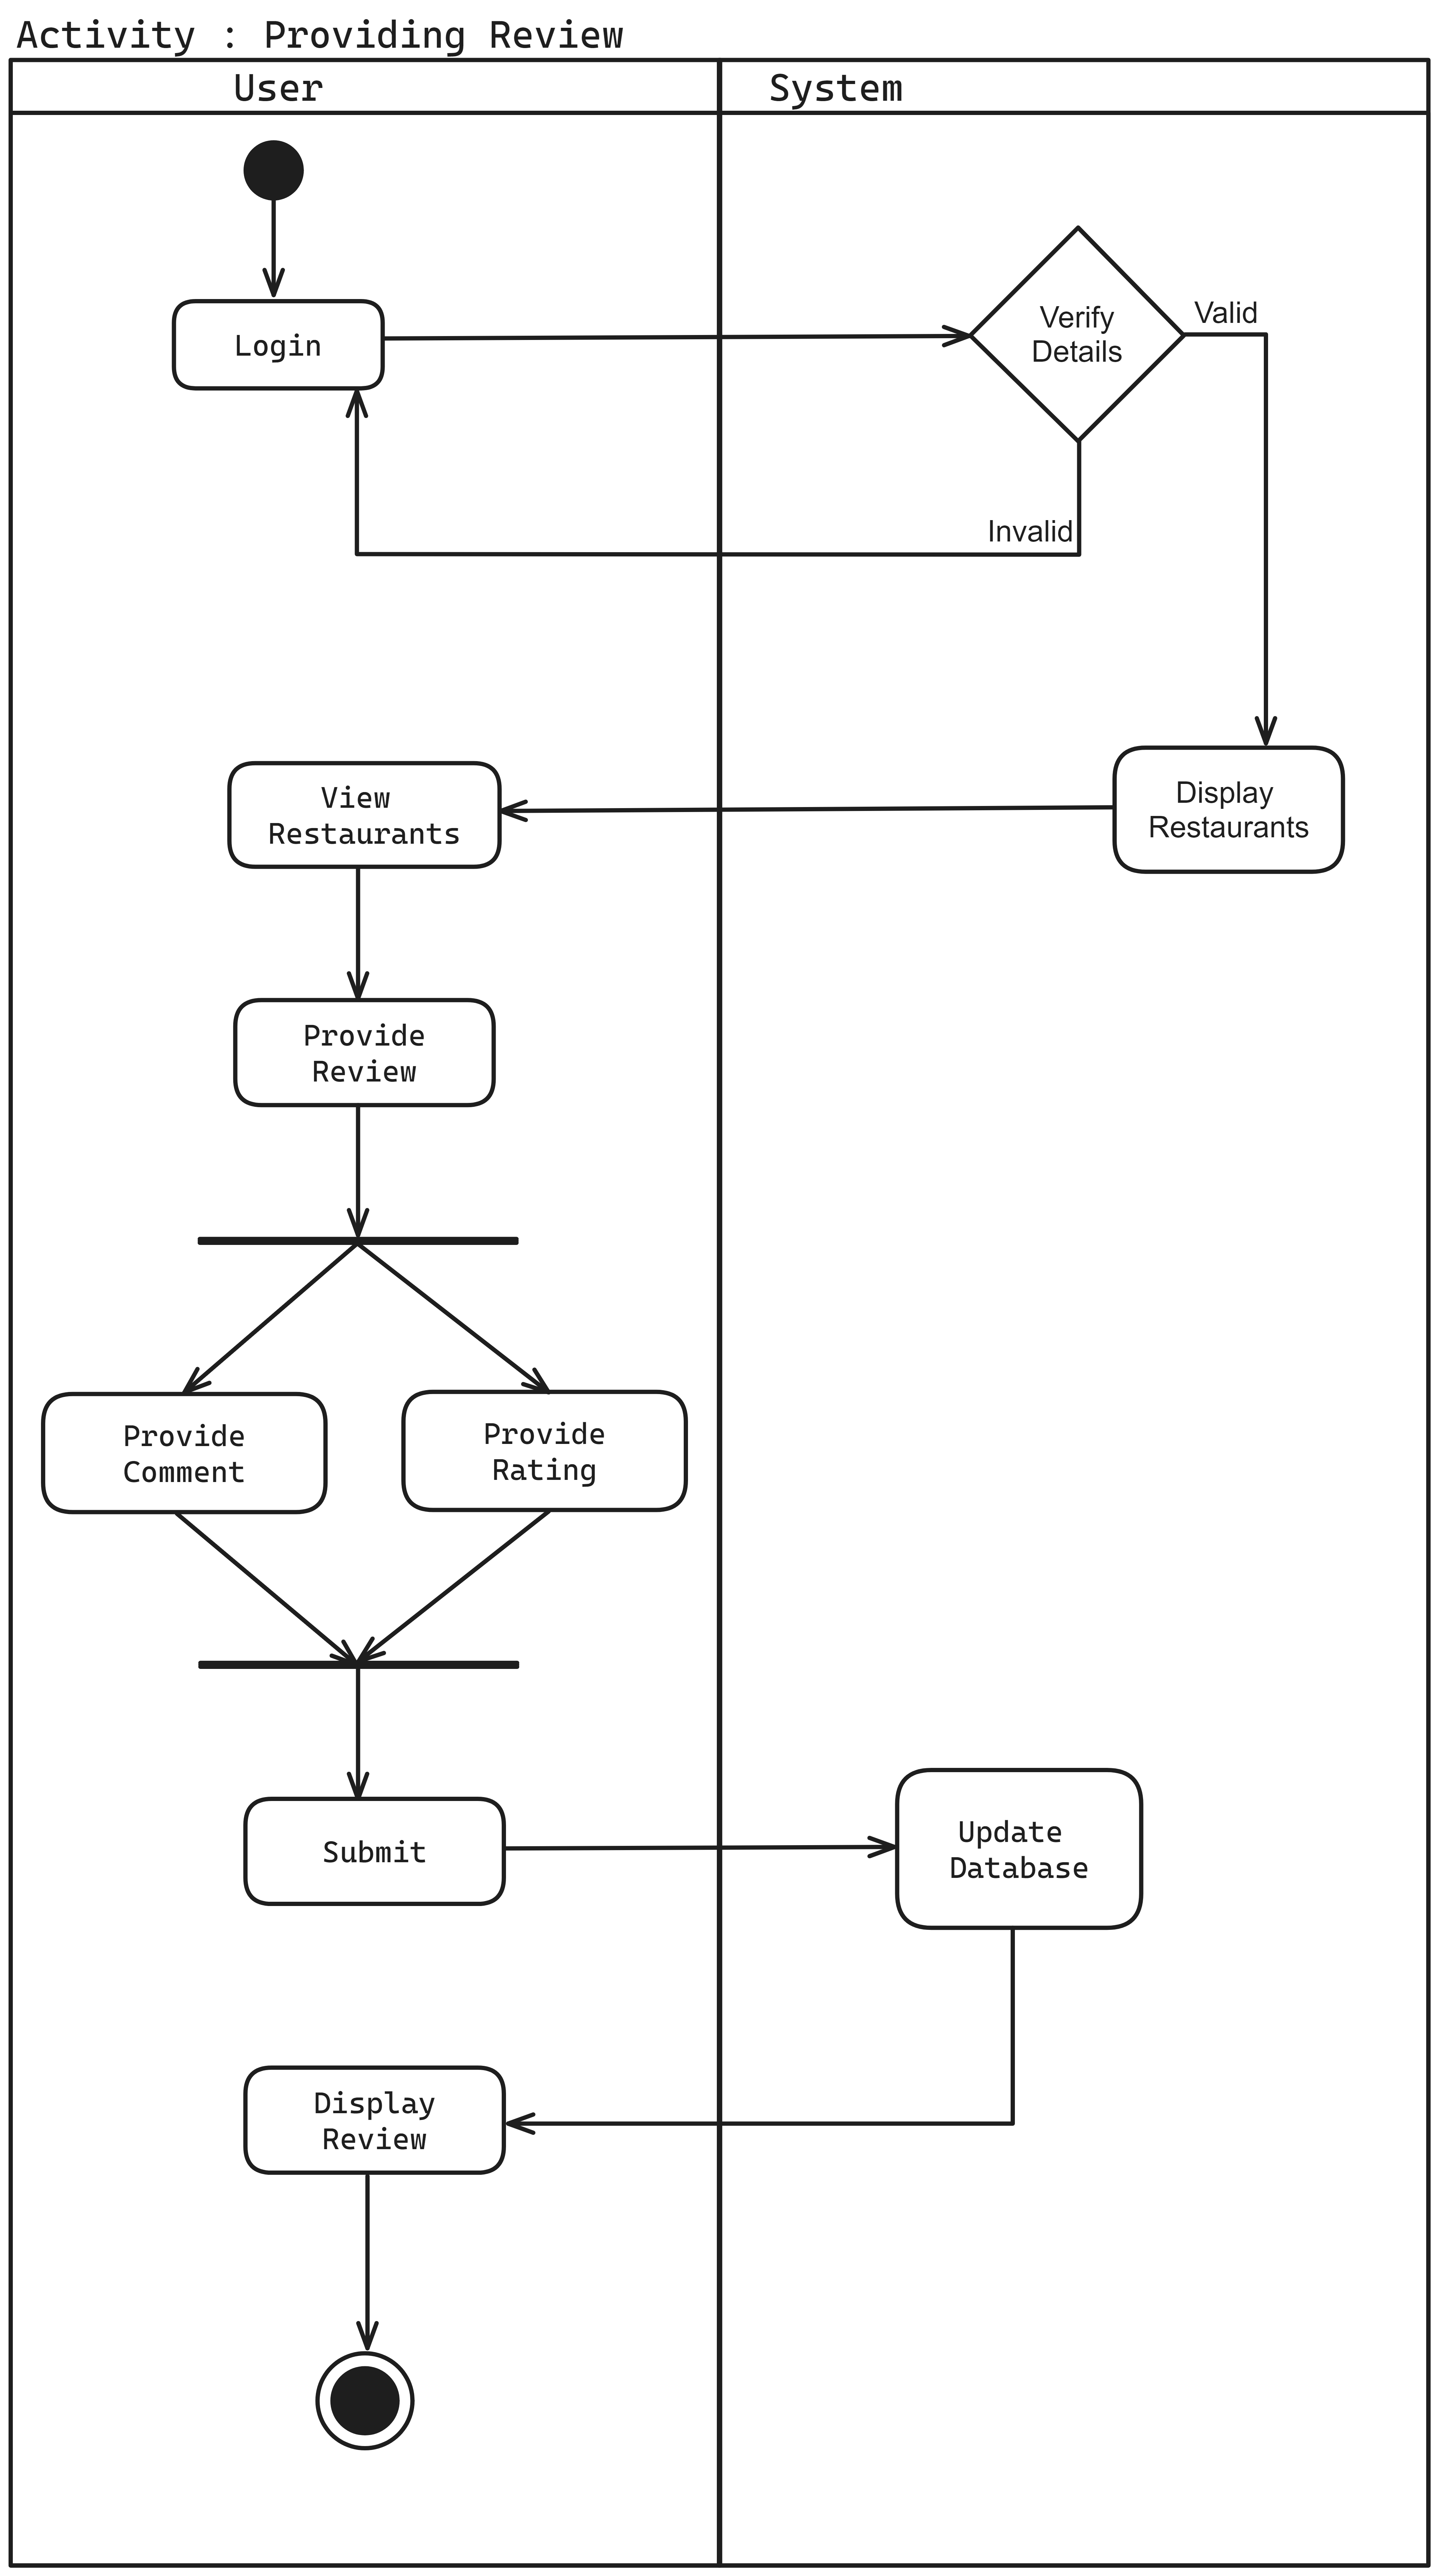 Activity : Providing Review
User
System
Login
Verify
Details
Valid
Invalid
View
Restaurants
Display
Restaurants
Provide
Review
Provide
Comment
Provide
Rating
Submit
Update
Database
Display
Review